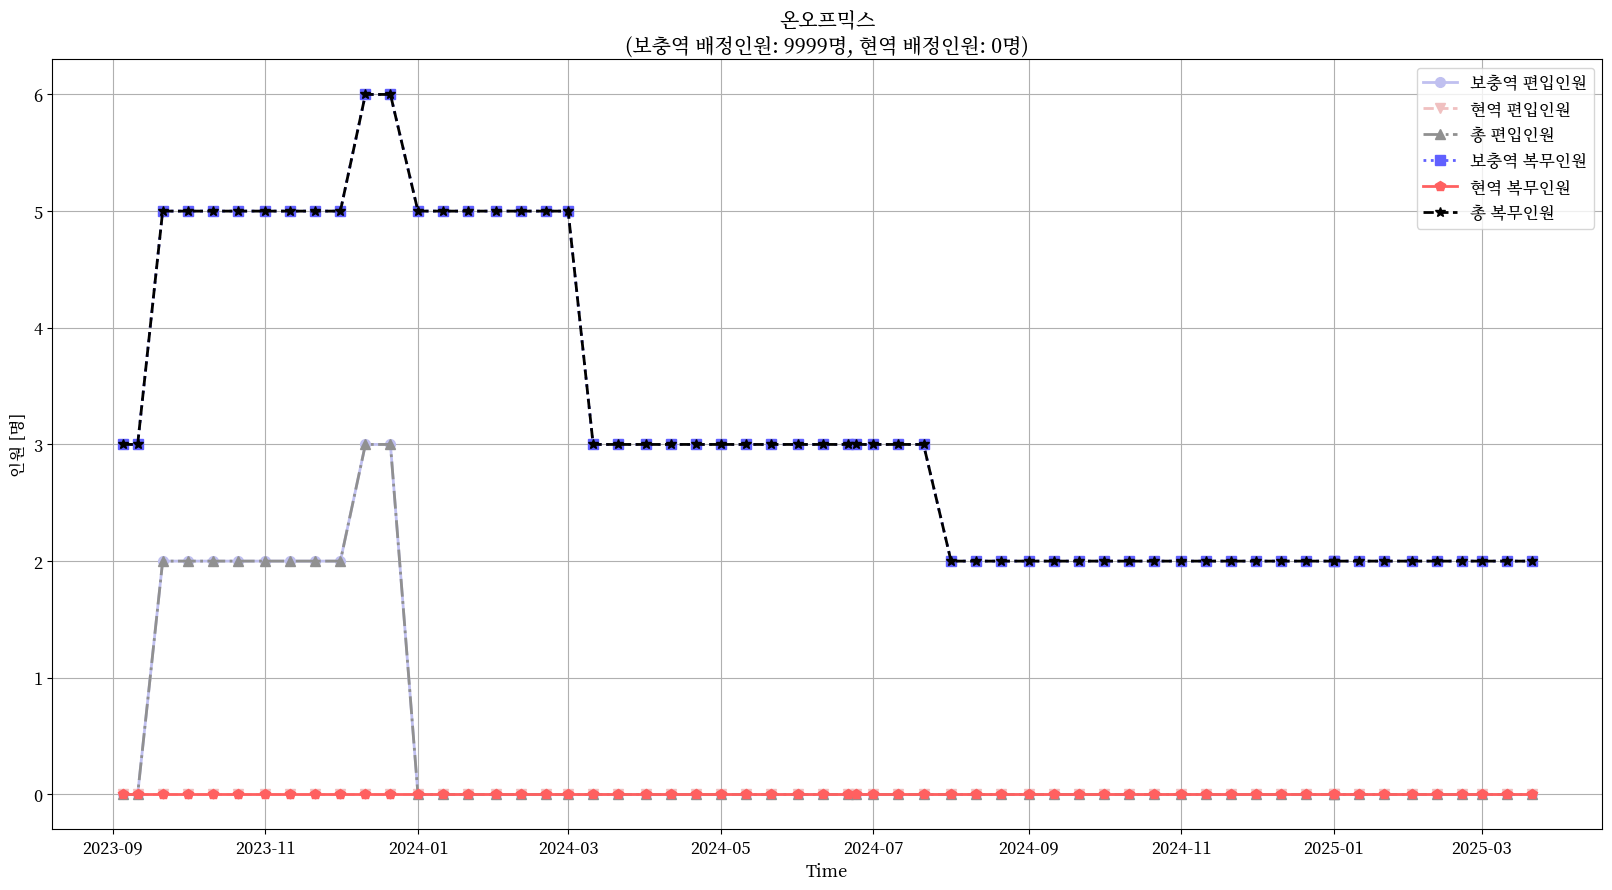 온오프믹스
(보충역 배정인원: 9999명, 현역 배정인원: 0명)
보충역 편입인원
현역 편입인원
총 편입인원
보충역 복무인원
현역 복무인원
총 복무인원
인원 [명]
6
5
4
3
2
1
0
2023-09
2023-11
2024-01
2024-03
2024-05
2024-07
2024-09
2024-11
2025-01
2025-03
Time